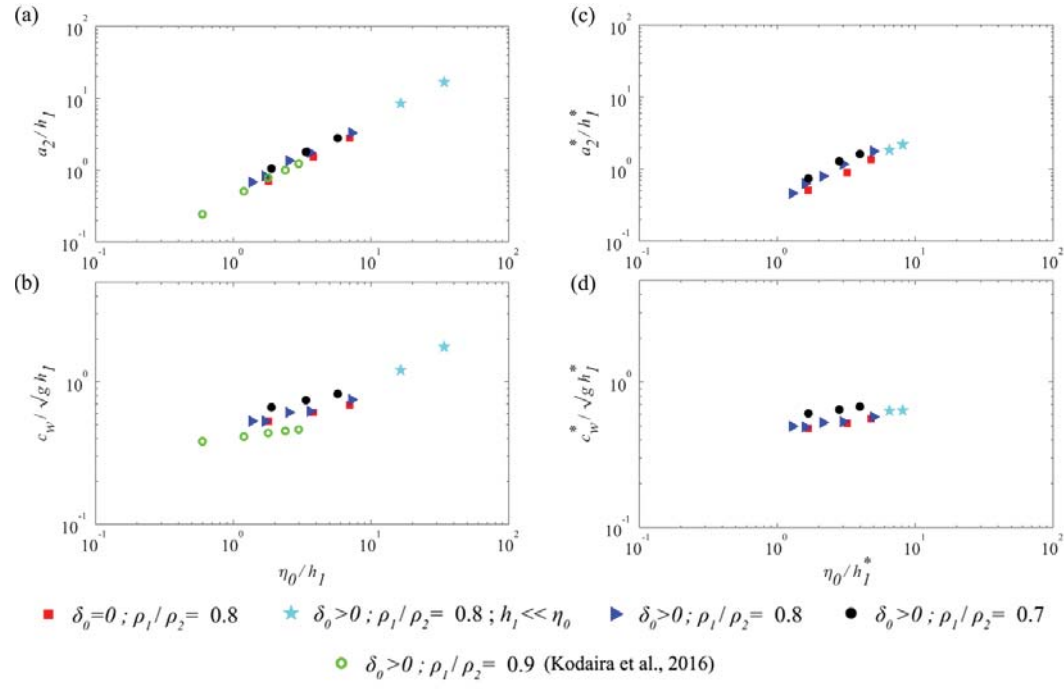 (a)
10^2
10^1
10^0
10^-1
a_2/h_1
10^-1 10^0 10^1 10^2
(c)
10^2
10^1
10^0
10^-1
a_2^*/h_1^*
10^-1 10^0 10^1 10^2
(b)
10^0
10^-1
c_w/√g h_1
10^-1 10^0 10^1 10^2
η_0/h_1
(d)
10^0
10^-1
c_w^*/√g h_1^*
10^-1 10^0 10^1 10^2
η_0/h_1^*
δ_0=0 ; ρ_1/ρ_2= 0.8
δ_0>0 ; ρ_1/ρ_2= 0.8 ; h_1<<η_0
δ_0>0 ; ρ_1/ρ_2= 0.8
δ_0>0 ; ρ_1/ρ_2= 0.7
δ_0>0 ; ρ_1/ρ_2= 0.9 (Kodaira et al., 2016)